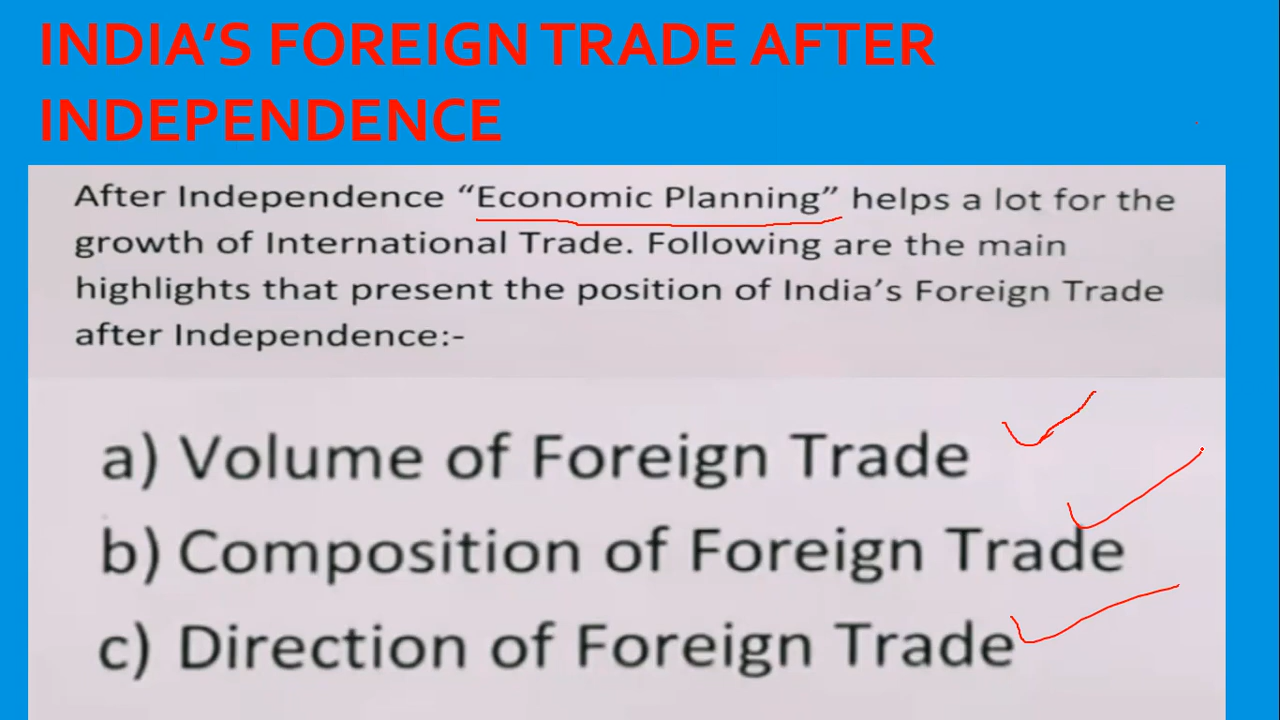 INDIA’S FOREIGN TRADE AFTER
INDEPENDENCE
After Independence “Economic Planning” helps a lot for the
growth of International Trade. Following are the main
highlights that present the position of India’s Foreign Trade
after Independence:-
a) Volume of Foreign Trade
b) Composition of Foreign Trade
c) Direction of Foreign Trade